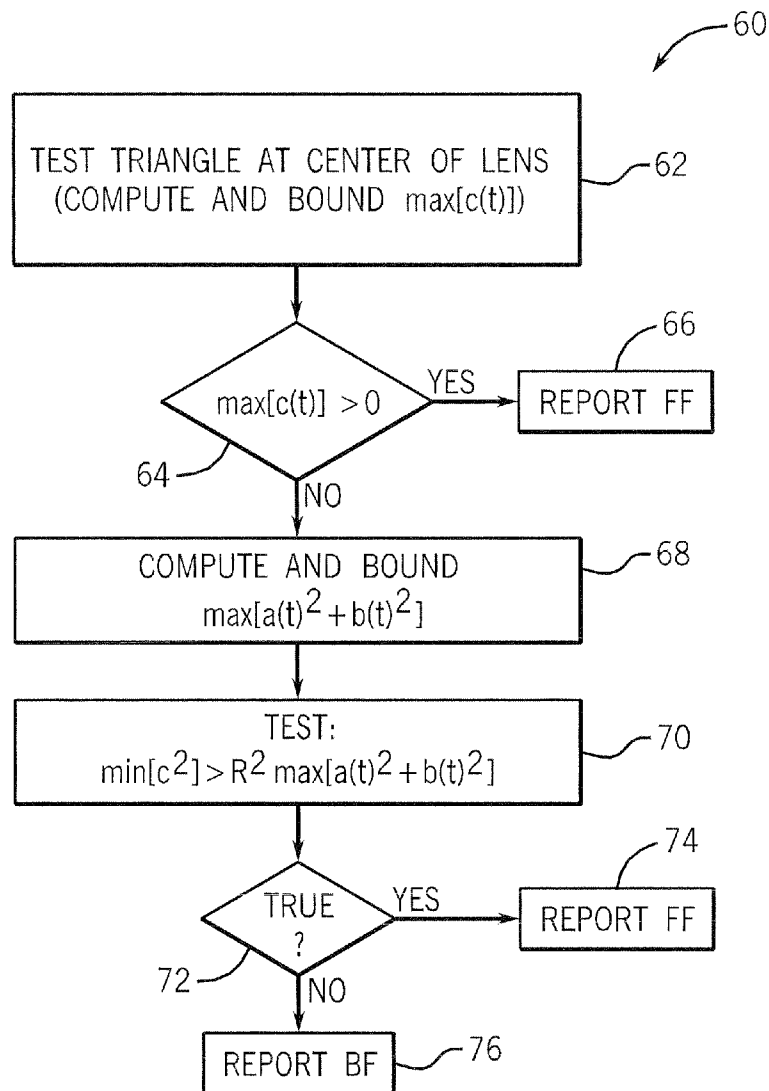 60
TEST TRIANGLE AT CENTER OF LENS
(COMPUTE AND BOUND max[c(t)])
62
66
YES
REPORT FF
max[c(t)] >0
64
NO
COMPUTE AND BOUND
max[a(t)²+b(t)²]
68
TEST:
min[c²]>R² max[a(t)²+b(t)²]
70
74
YES
REPORT FF
TRUE
?
72
NO
REPORT BF
76